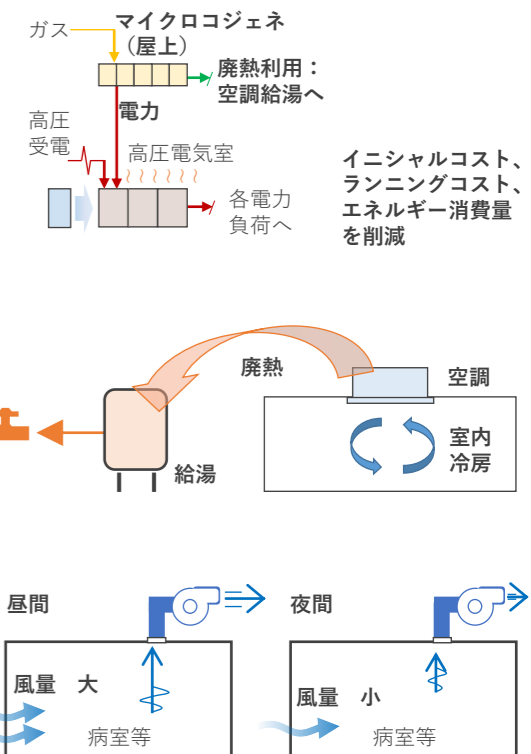 ガス
マイクロコジェネ
（屋上）
廃熱利用：
空調給湯へ
電力
高圧
受電
高圧電気室
各電力
負荷へ
イニシャルコスト、
ランニングコスト、
エネルギー消費量
を削減
廃熱
空調
室内
冷房
給湯
昼間
風量　大
病室等
夜間
風量　小
病室等